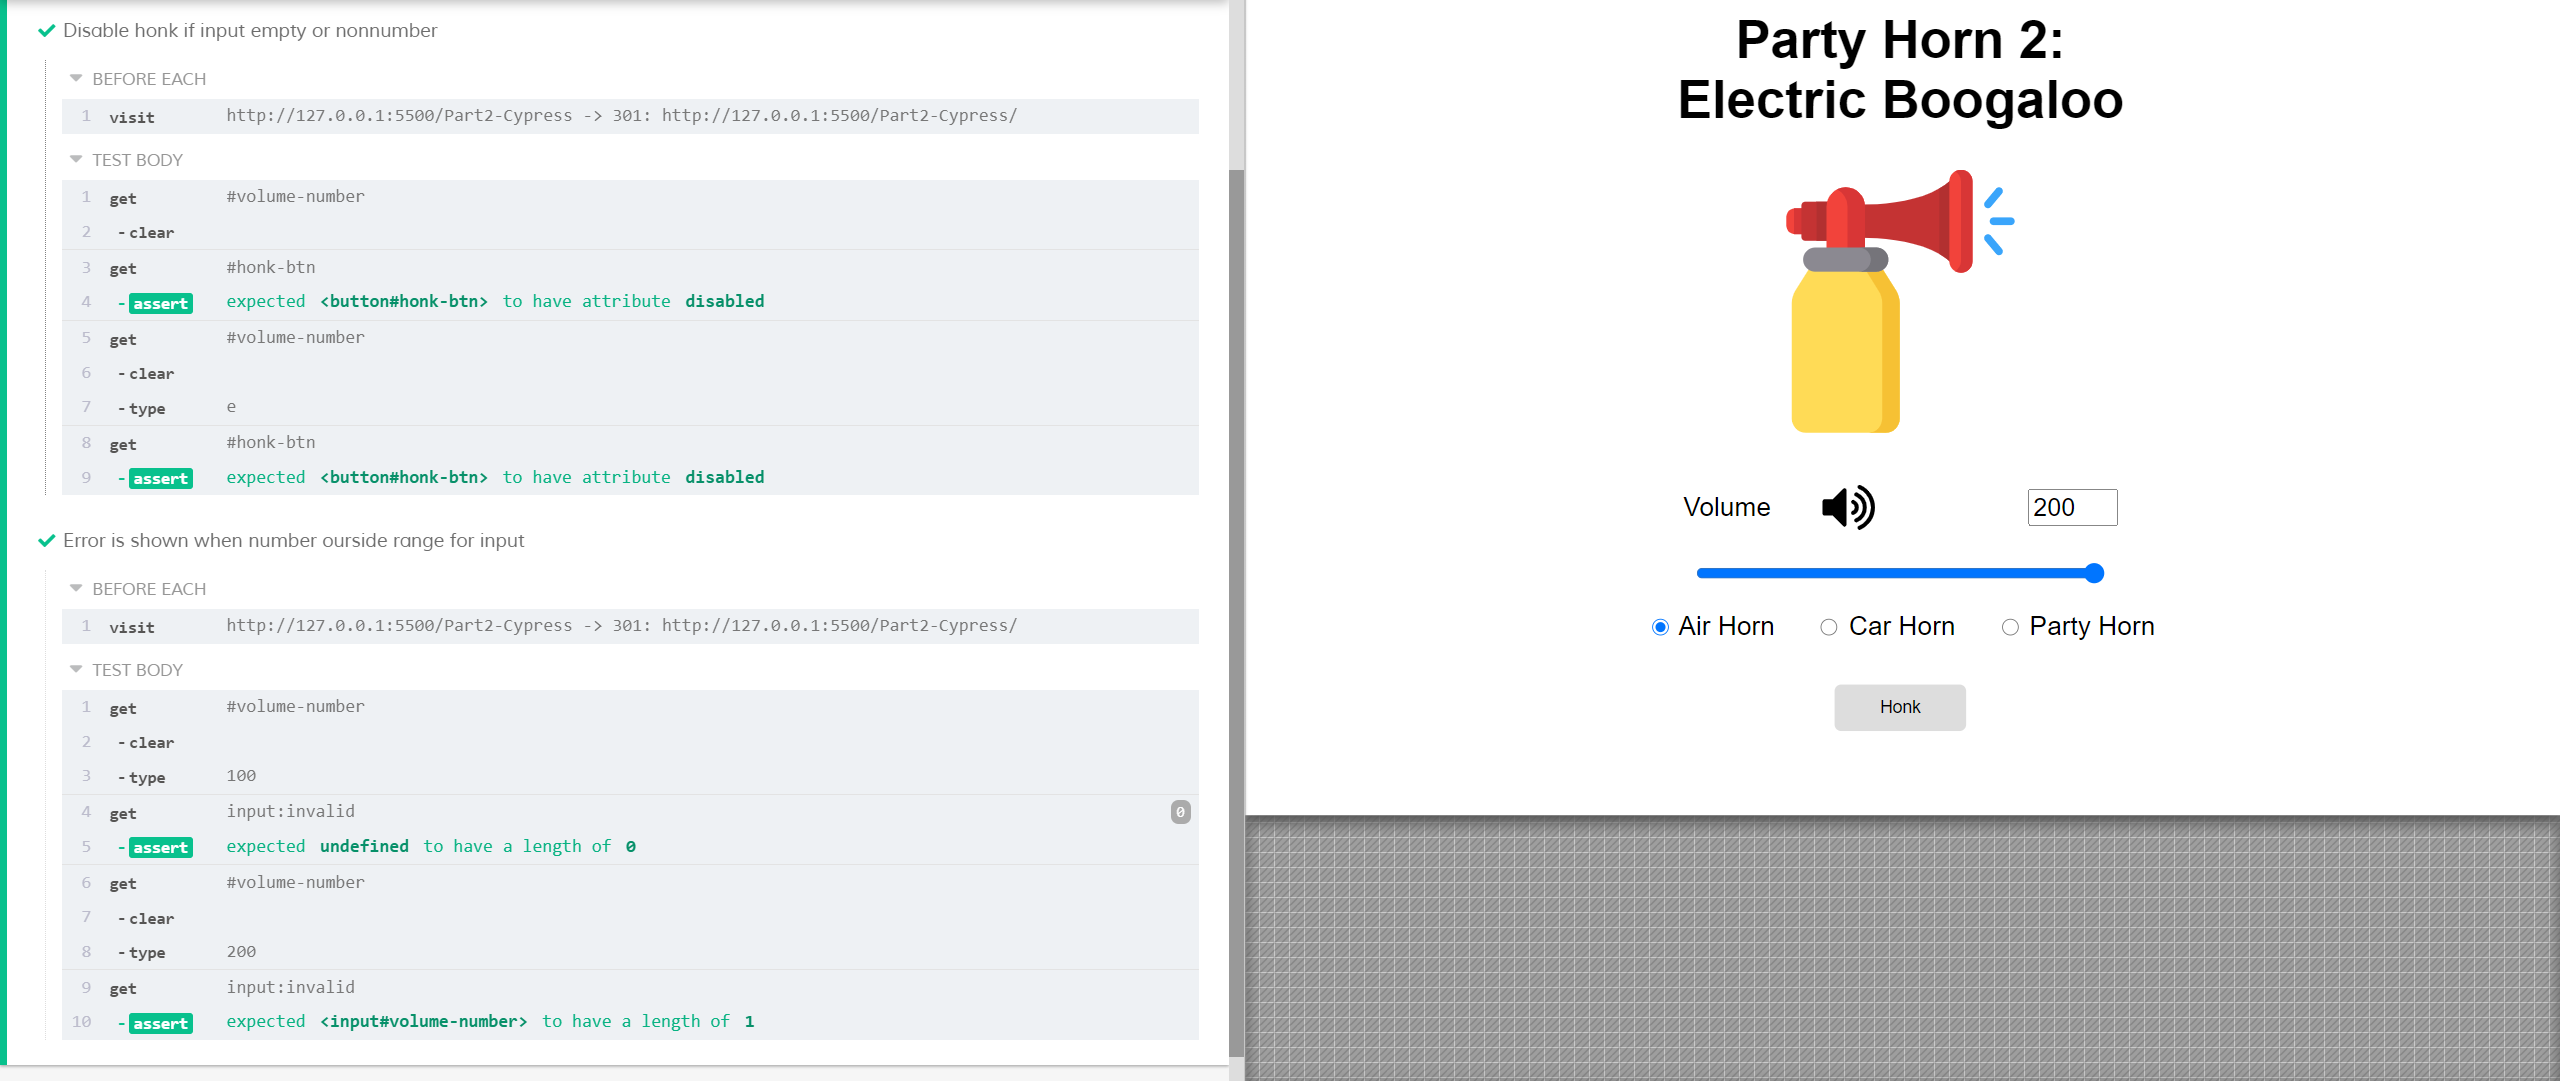 Disable honk if input empty or nonnumber
BEFORE EACH
1 visit http://127.0.0.1:5500/Part2-Cypress -> 301: http://127.0.0.1:5500/Part2-Cypress/
TEST BODY
1 get #volume-number
2 -clear
3 get #honk-btn
4 -assert expected <button#honk-btn> to have attribute disabled
5 get #volume-number
6 -clear
7 -type e
8 get #honk-btn
9 -assert expected <button#honk-btn> to have attribute disabled
Error is shown when number ourside range for input
BEFORE EACH
1 visit http://127.0.0.1:5500/Part2-Cypress -> 301: http://127.0.0.1:5500/Part2-Cypress/
TEST BODY
1 get #volume-number
2 -clear
3 -type 100
4 get input:invalid 0
5 -assert expected undefined to have a length of 0
6 get #volume-number
7 -clear
8 -type 200
9 get input:invalid
10 -assert expected <input#volume-number> to have a length of 1
Party Horn 2:
Electric Boogaloo
Volume 200
Air Horn Car Horn Party Horn
Honk